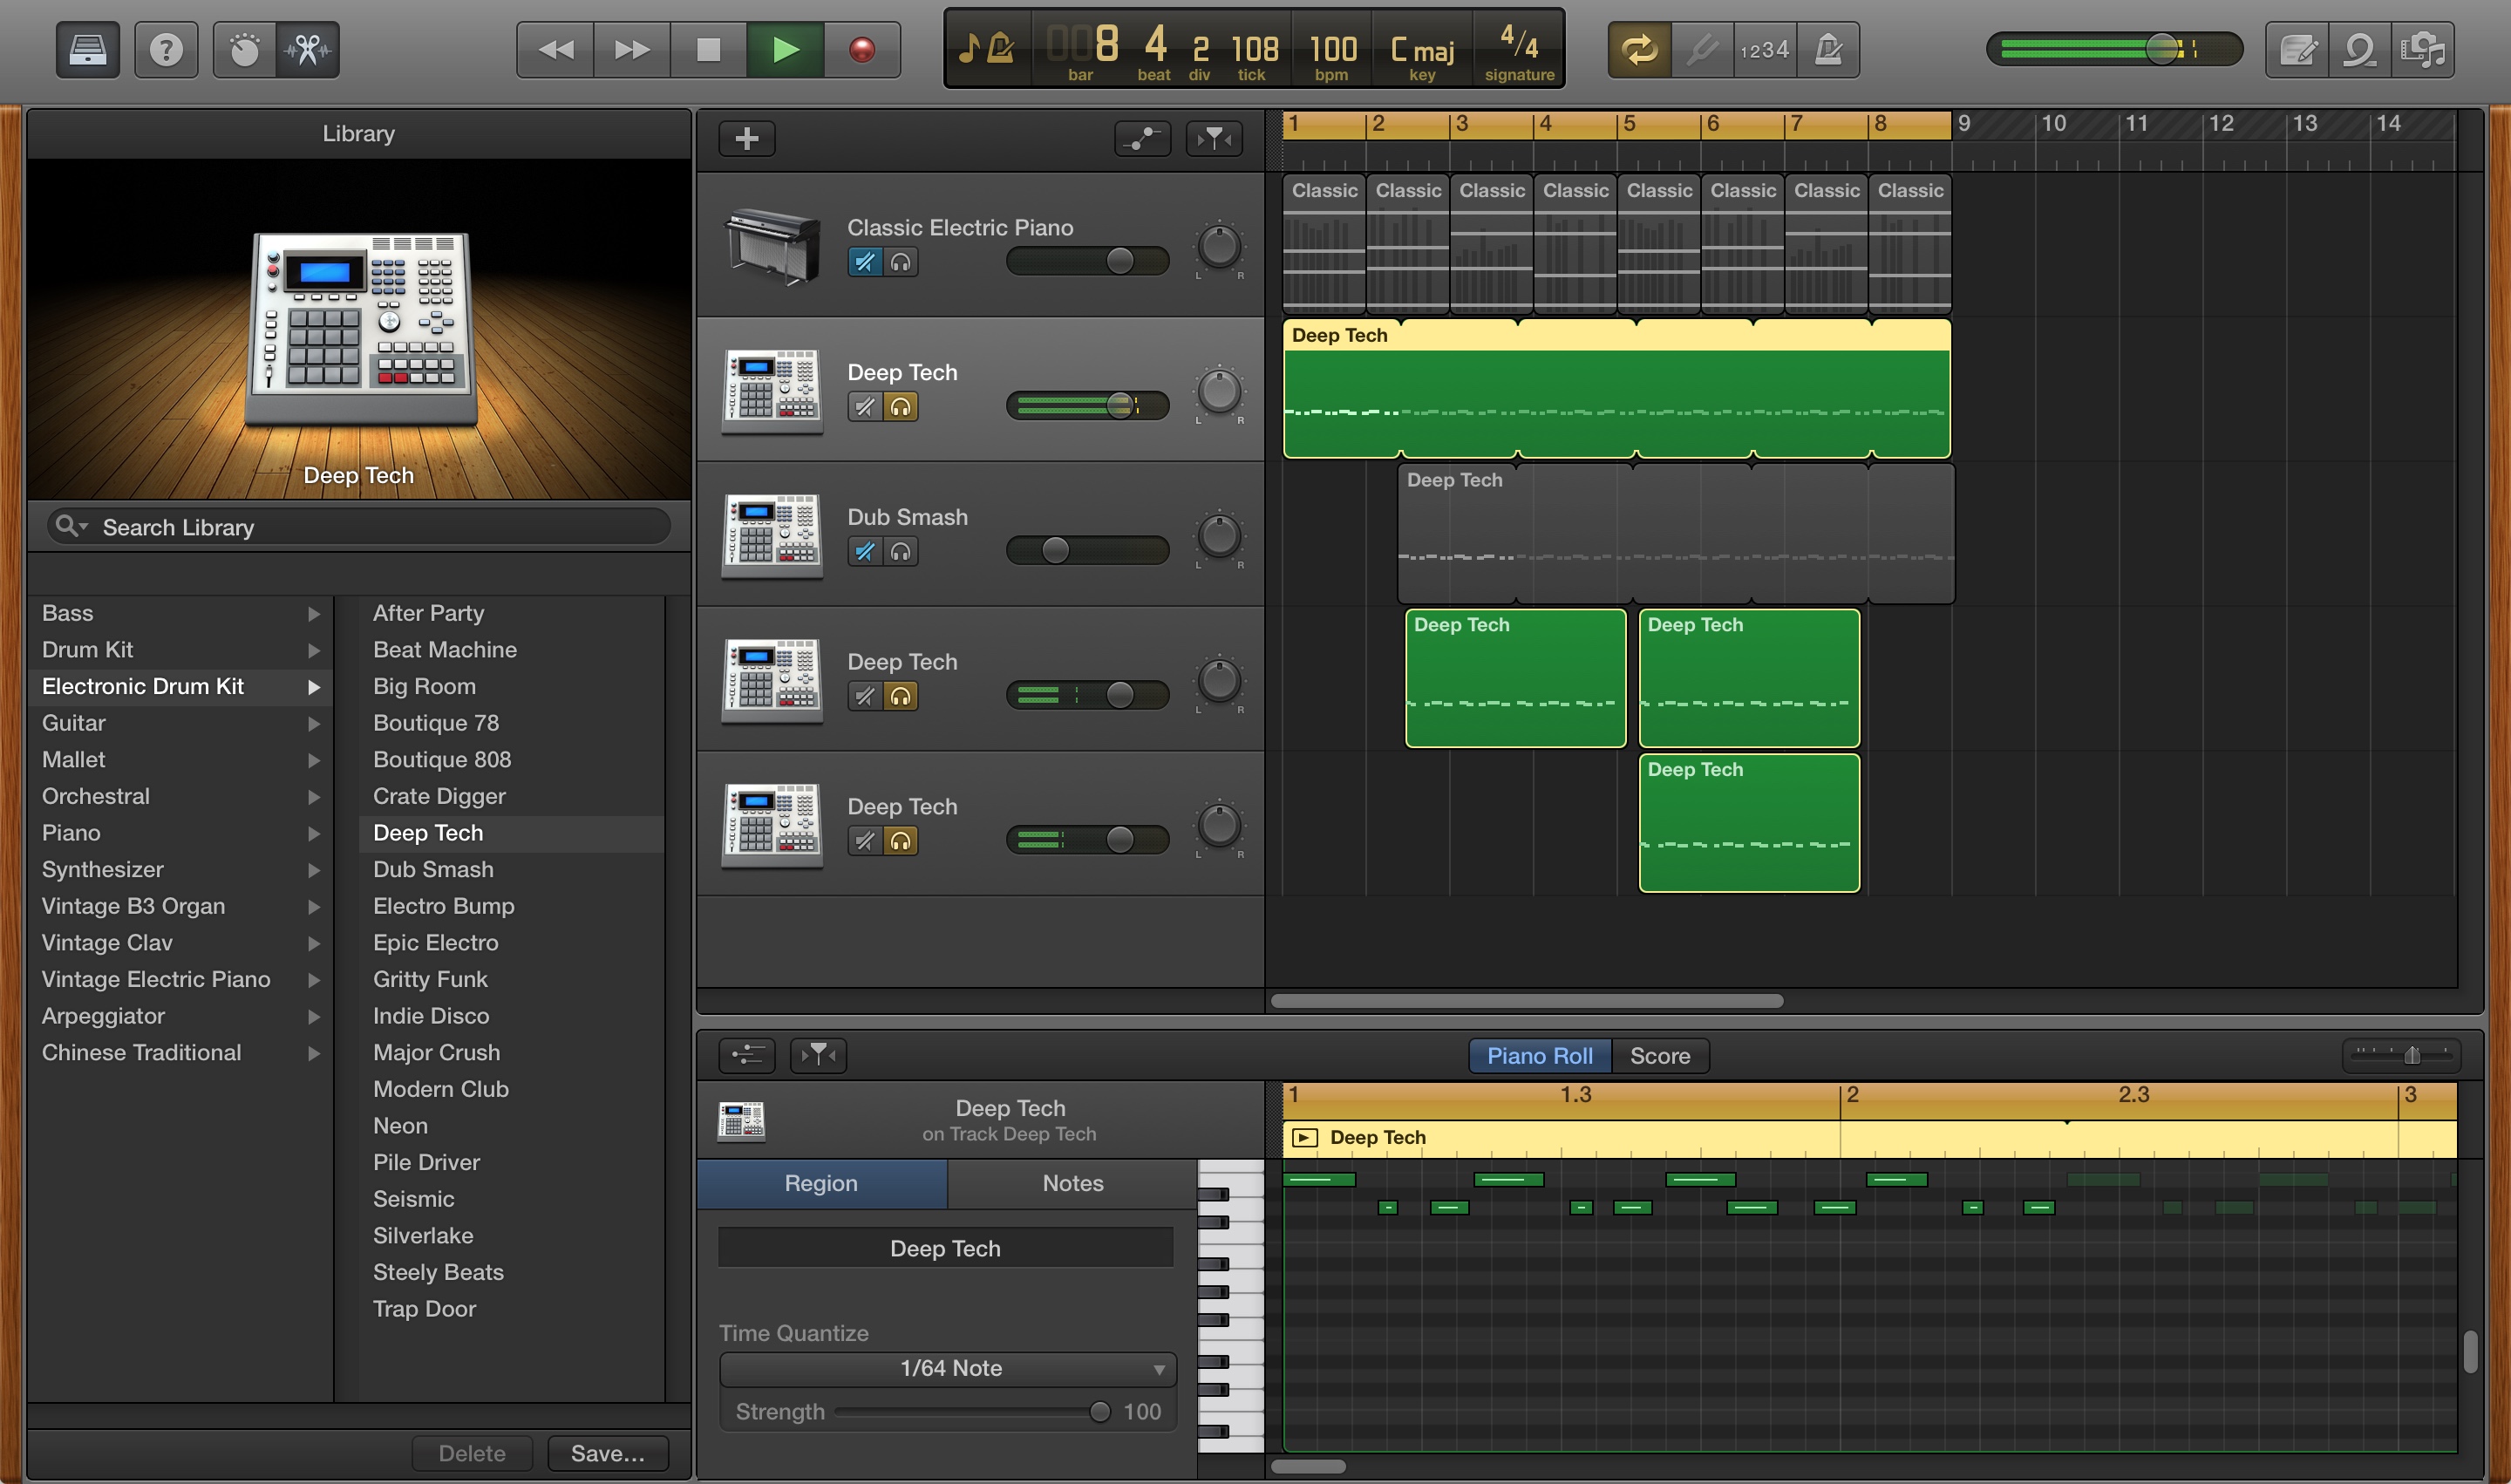 ?
008 4 2 108 100 C maj 4/4
bar beat div tick bpm key signature
1234
Library
Deep Tech
Search Library
Bass
Drum Kit
Electronic Drum Kit
Guitar
Mallet
Orchestral
Piano
Synthesizer
Vintage B3 Organ
Vintage Clav
Vintage Electric Piano
Arpeggiator
Chinese Traditional
After Party
Beat Machine
Big Room
Boutique 78
Boutique 808
Crate Digger
Deep Tech
Dub Smash
Electro Bump
Epic Electro
Gritty Funk
Indie Disco
Major Crush
Modern Club
Neon
Pile Driver
Seismic
Silverlake
Steely Beats
Trap Door
Delete Save...
1 2 3 4 5 6 7 8 9 10 11 12 13 14
Classic Electric Piano
L R
Classic Classic Classic Classic Classic Classic Classic Classic
Deep Tech
L R
Deep Tech
Dub Smash
L R
Deep Tech
Deep Tech
L R
Deep Tech Deep Tech
Deep Tech
L R
Deep Tech
Piano Roll Score
Deep Tech
on Track Deep Tech
1 1.3 2 2.3 3
Deep Tech
Region Notes
Deep Tech
Time Quantize
1/64 Note
Strength 100